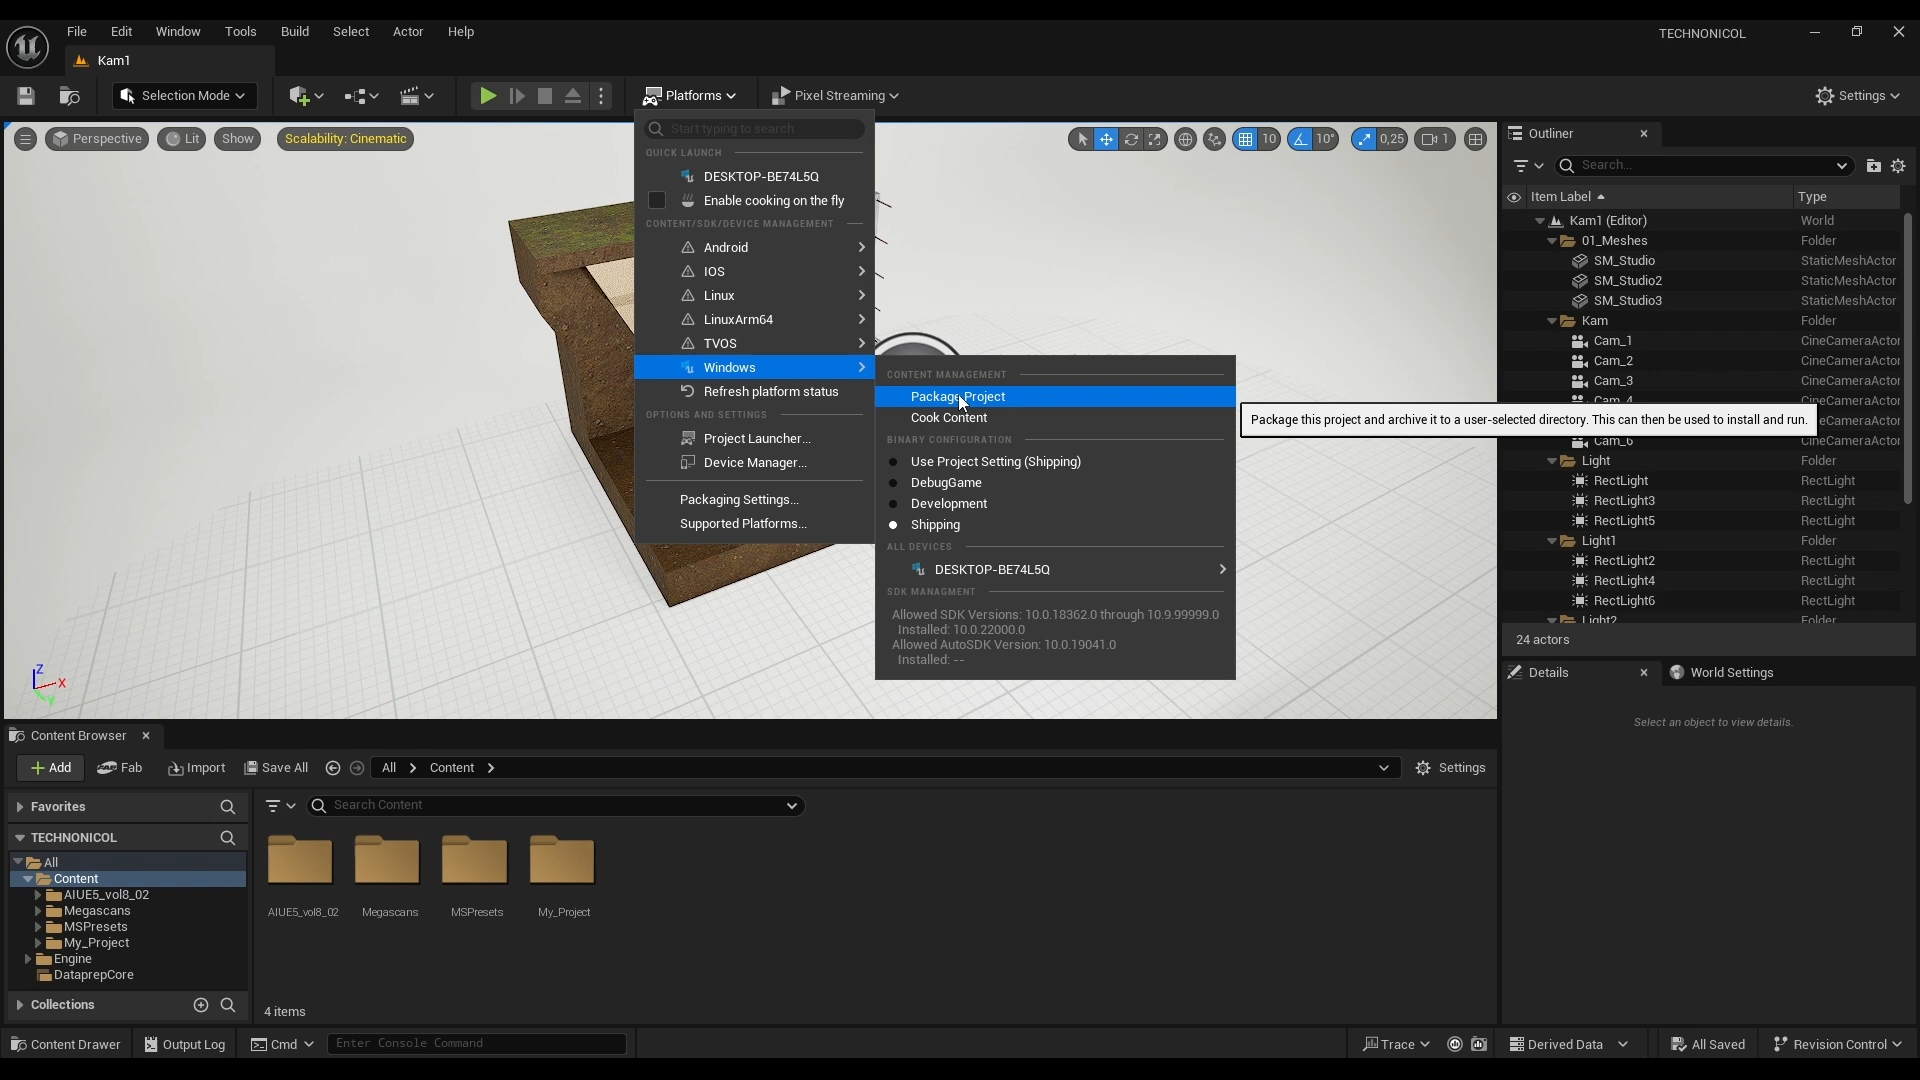 File Edit Window Tools Build Select Actor Help
TECHNONICOL
Kam1
Selection Mode
Platforms
Pixel Streaming
Settings
Perspective
Lit
Show
Scalability: Cinematic
10
10°
0,25
1
Start typing to search
QUICK LAUNCH
DESKTOP-BE74L5Q
Enable cooking on the fly
CONTENT/SDK/DEVICE MANAGEMENT
Android
IOS
Linux
LinuxArm64
TVOS
Windows
Refresh platform status
OPTIONS AND SETTINGS
Project Launcher...
Device Manager...
Packaging Settings...
Supported Platforms...
CONTENT MANAGEMENT
Package Project
Cook Content
BINARY CONFIGURATION
Use Project Setting (Shipping)
DebugGame
Development
Shipping
ALL DEVICES
DESKTOP-BE74L5Q
SDK MANAGMENT
Allowed SDK Versions: 10.0.18362.0 through 10.9.99999.0
Installed: 10.0.22000.0
Allowed AutoSDK Version: 10.0.19041.0
Installed: --
Package this project and archive it to a user-selected directory. This can then be used to install and run.
Z
X
Y
Outliner
Search...
Item Label Type
Kam1 (Editor) World
01_Meshes Folder
SM_Studio StaticMeshActor
SM_Studio2 StaticMeshActor
SM_Studio3 StaticMeshActor
Kam Folder
Cam_1 CineCameraActor
Cam_2 CineCameraActor
Cam_3 CineCameraActor
Cam_4 CineCameraActor
Cam_6 CineCameraActor
Light Folder
RectLight RectLight
RectLight3 RectLight
RectLight5 RectLight
Light1 Folder
RectLight2 RectLight
RectLight4 RectLight
RectLight6 RectLight
Light2 Folder
24 actors
Details
World Settings
Select an object to view details.
Content Browser
Add
Fab
Import
Save All
All
Content
Settings
Favorites
Search Content
TECHNONICOL
All
Content
AIUE5_vol8_02
Megascans
MSPresets
My_Project
Engine
DataprepCore
Collections
AIUE5_vol8_02
Megascans
MSPresets
My_Project
4 items
Content Drawer
Output Log
Cmd
Enter Console Command
Trace
Derived Data
All Saved
Revision Control